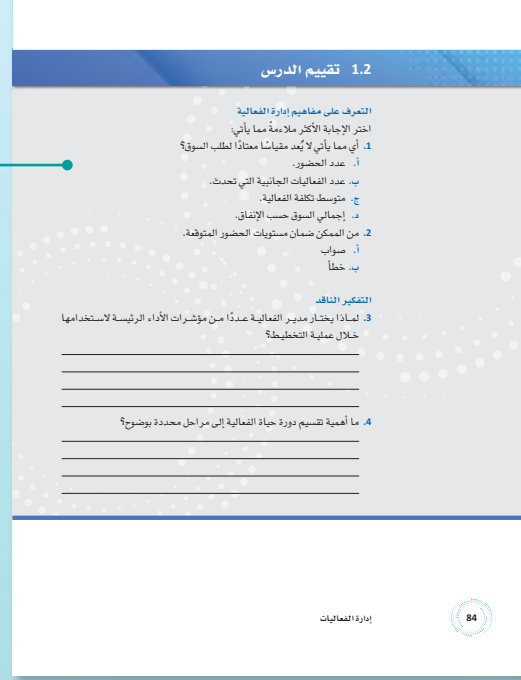 1.2 تقييم الدرس
التعرف على مفاهيم إدارة الفعالية
اختر الإجابة الأكثر ملاءمةً مما يأتي:
1. أي مما يأتي لا يُعد مقياسًا معتادًا لطلب السوق؟
أ. عدد الحضور.
ب. عدد الفعاليات الجانبية التي تحدث.
ج. متوسط تكلفة الفعالية.
د. إجمالي السوق حسب الإنفاق.
2. من الممكن ضمان مستويات الحضور المتوقعة.
أ. صواب
ب. خطأ
التفكير الناقد
3. لماذا يختار مدير الفعالية عددًا من مؤشرات الأداء الرئيسة لاستخدامها
خلال عملية التخطيط؟
4. ما أهمية تقسيم دورة حياة الفعالية إلى مراحل محددة بوضوح؟
84
إدارة الفعاليات